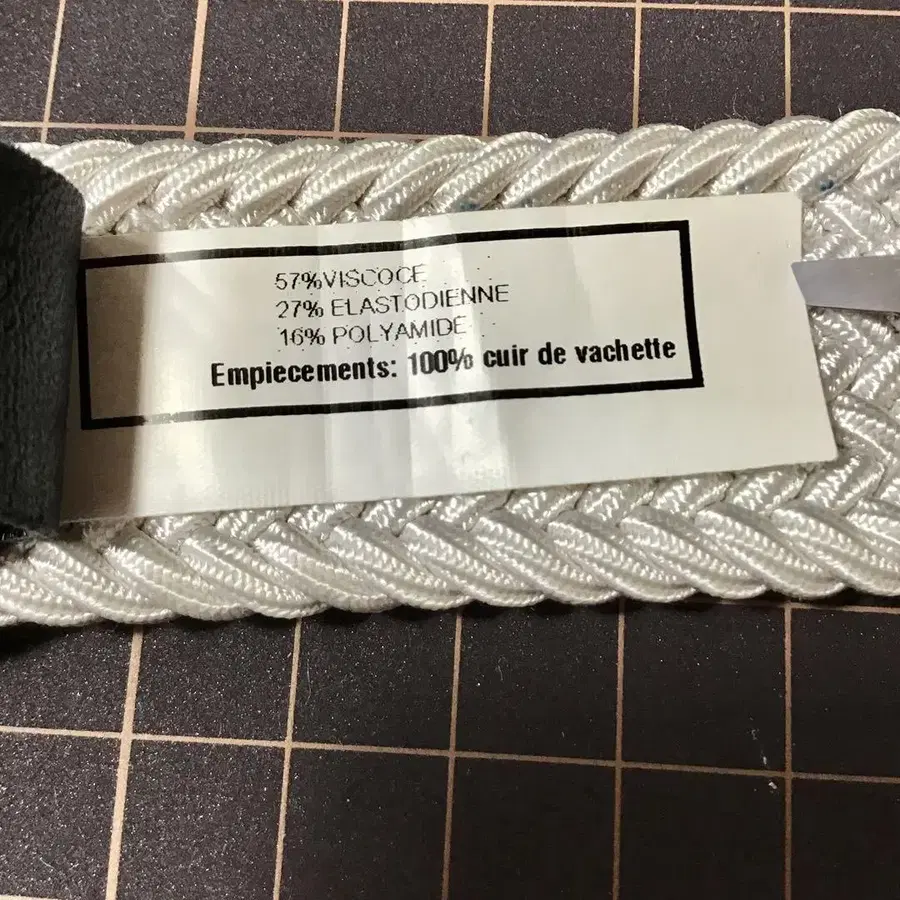 57%VISCOCE
27% ELASTODIENNE
16% POLYAMIDE
Empiecements: 100% cuir de vachette